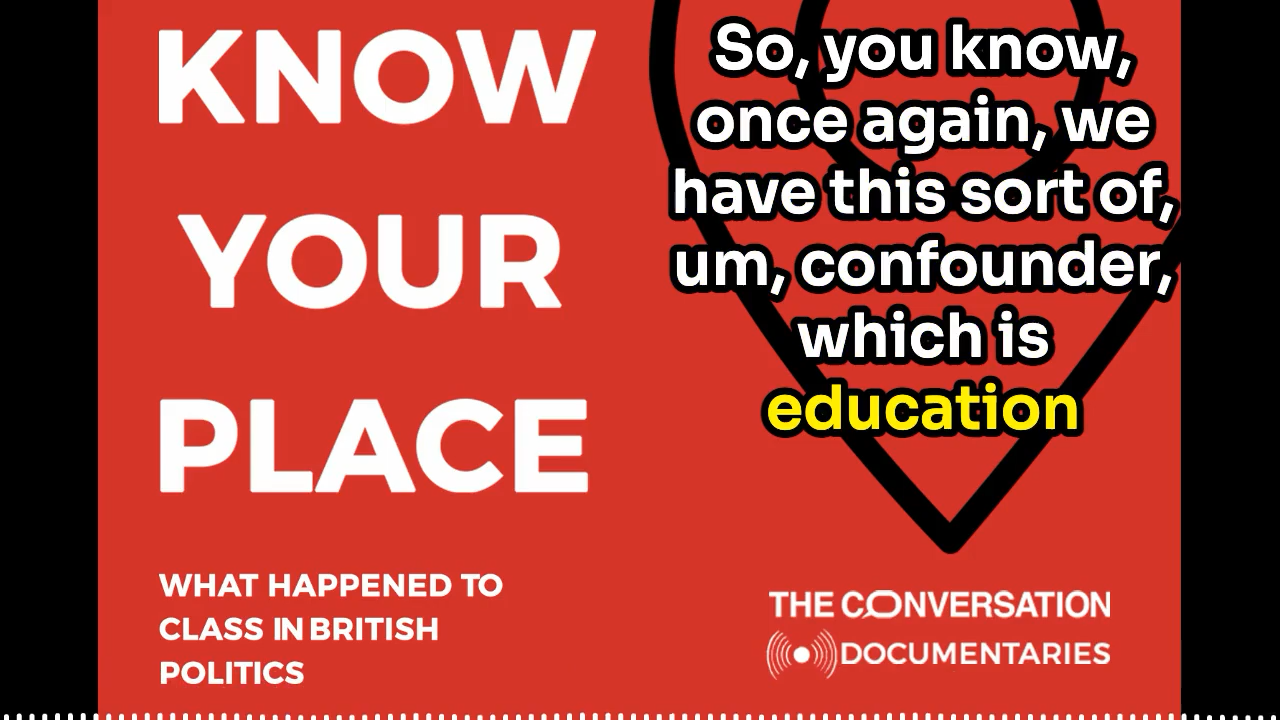 KNOW
YOUR
PLACE
WHAT HAPPENED TO
CLASS IN BRITISH
POLITICS
So, you know,
once again, we
have this sort of,
um, confounder,
which is
education
THE CONVERSATION
DOCUMENTARIES